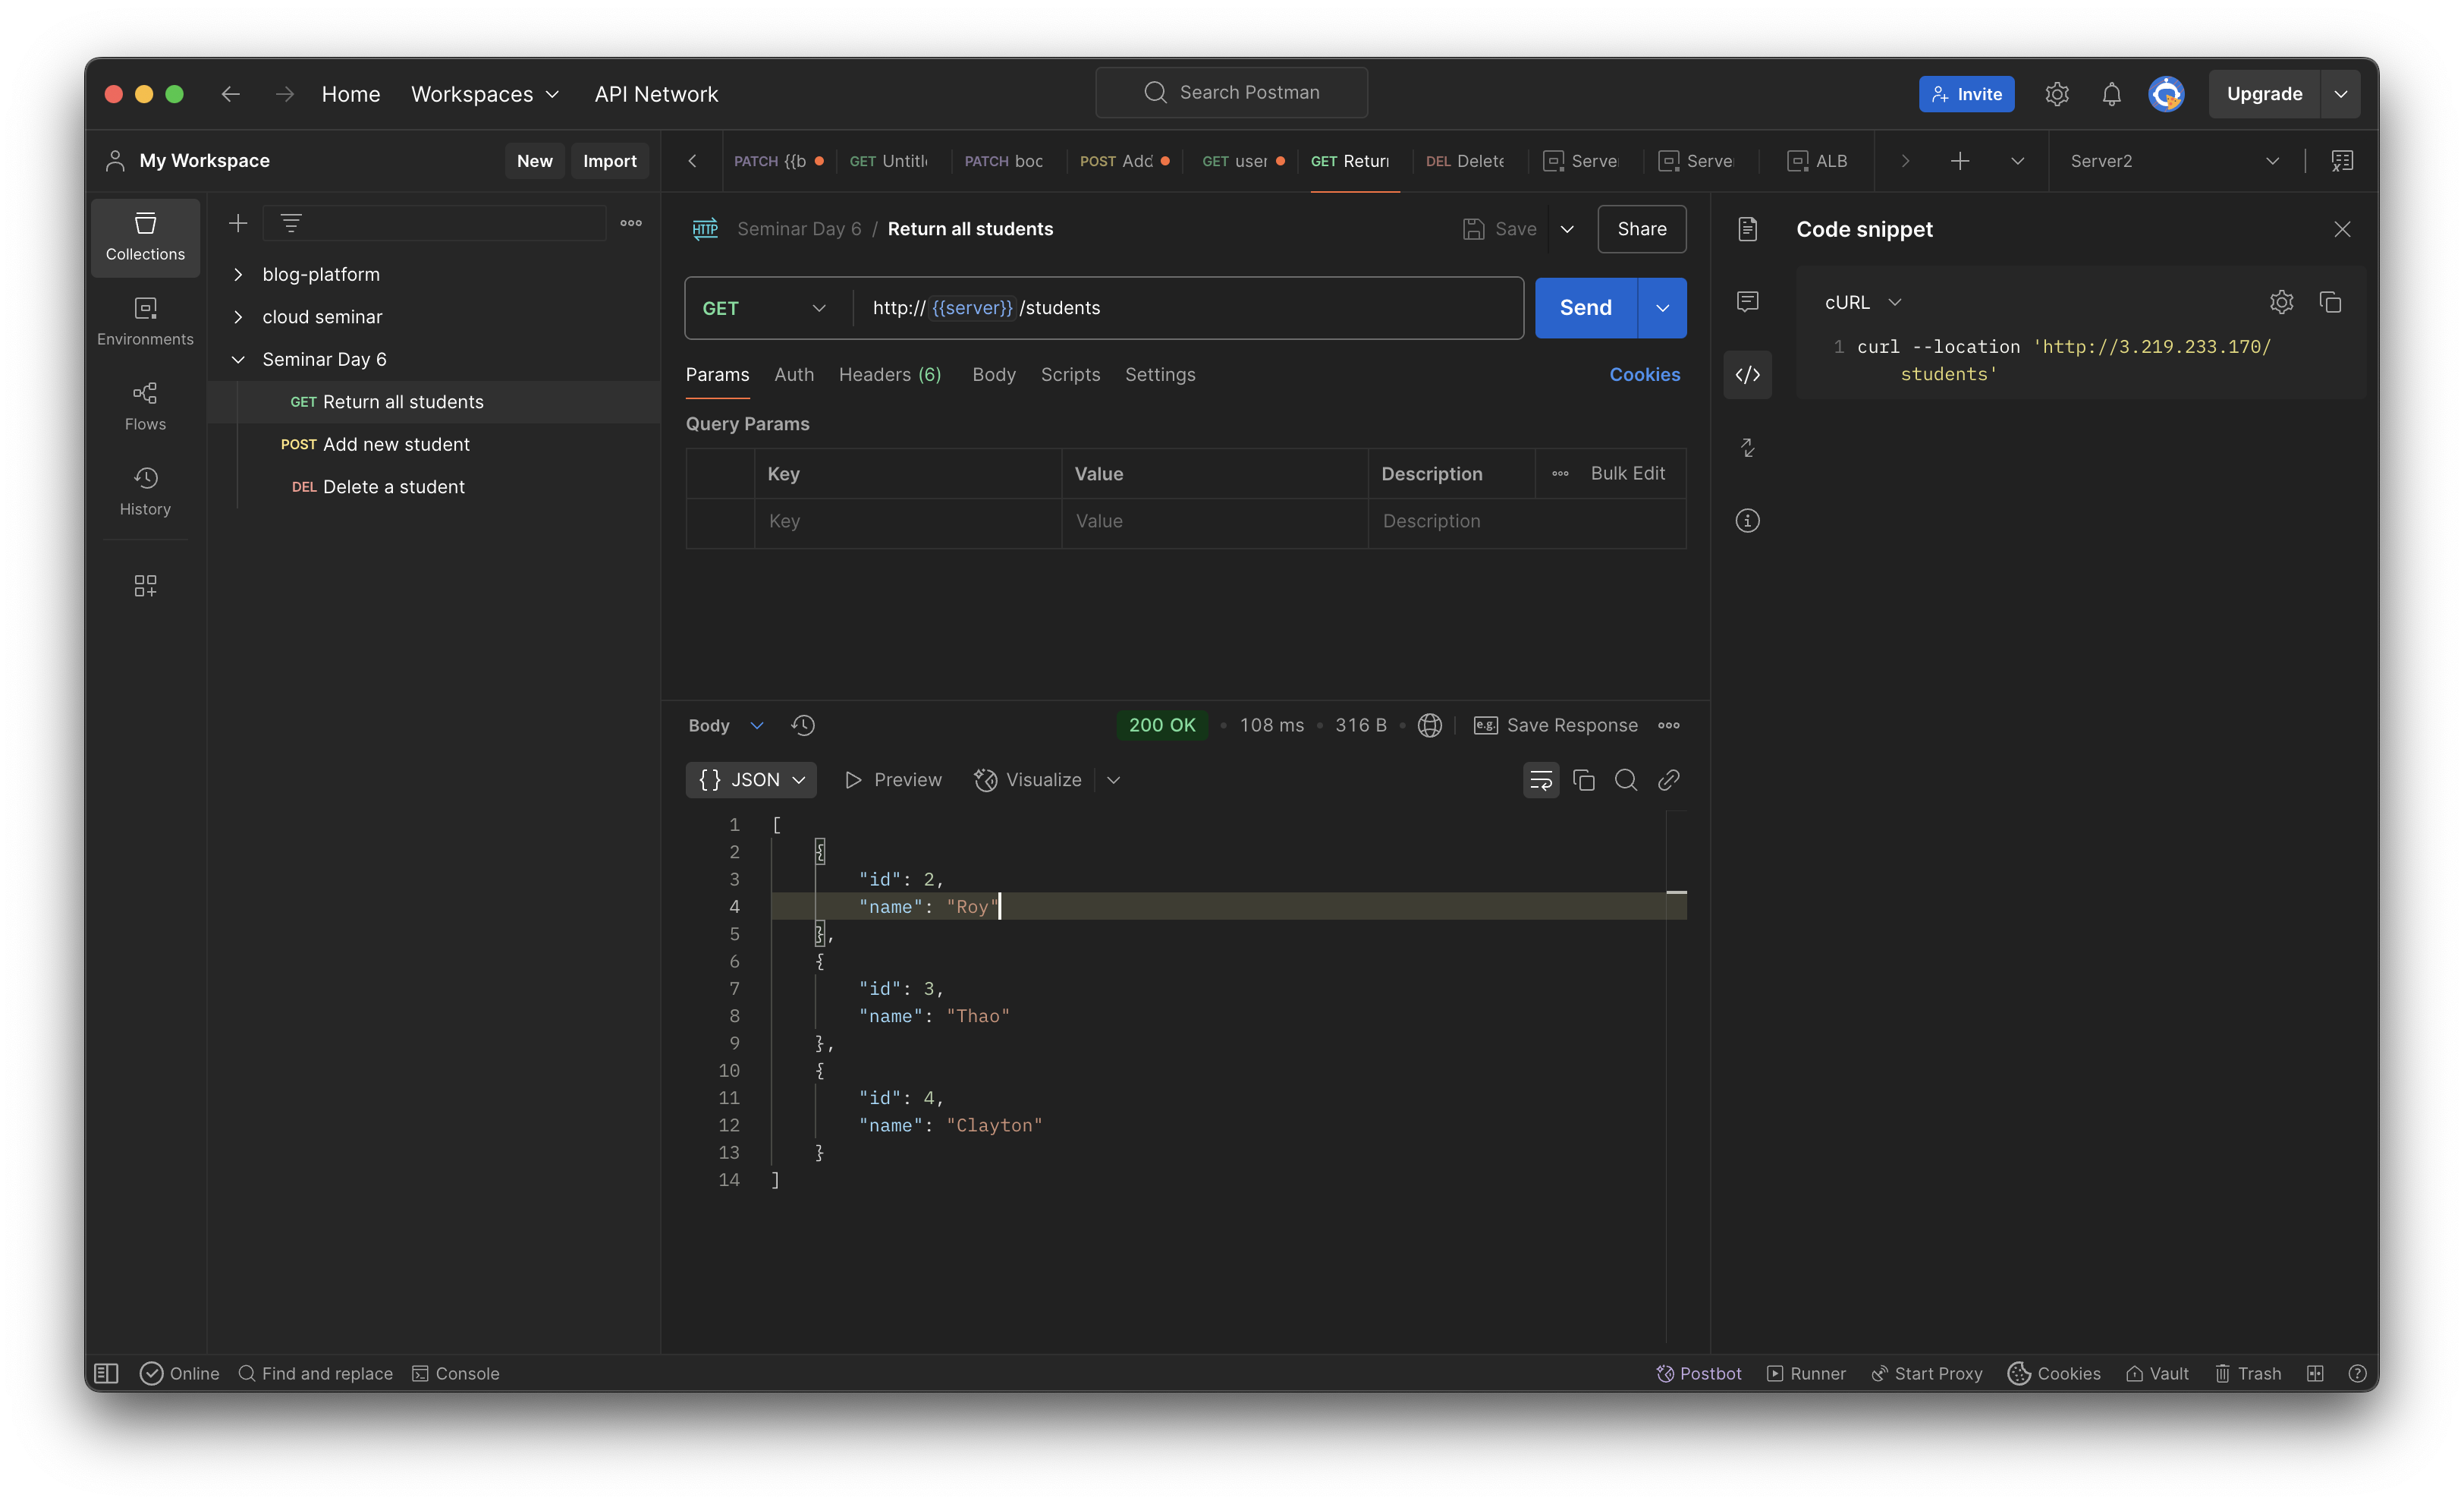 Home Workspaces API Network Search Postman Invite Upgrade
My Workspace New Import PATCH {{b GET Untitl PATCH boc POST Add GET user GET Return DEL Delete Serve Serve ALB Server2
Collections
Environments
Flows
History
blog-platform
cloud seminar
Seminar Day 6
GET Return all students
POST Add new student
DEL Delete a student
HTTP Seminar Day 6 / Return all students Save Share
GET http://{{server}}/students Send
Params Auth Headers (6) Body Scripts Settings Cookies
Query Params
Key Value Description Bulk Edit
Key Value Description
Body 200 OK 108 ms 316 B e.g. Save Response
{} JSON Preview Visualize
1 [
2 {
3 "id": 2,
4 "name": "Roy"
5 },
6 {
7 "id": 3,
8 "name": "Thao"
9 },
10 {
11 "id": 4,
12 "name": "Clayton"
13 }
14 ]
Code snippet
cURL
1 curl --location 'http://3.219.233.170/
students'
Online Find and replace Console Postbot Runner Start Proxy Cookies Vault Trash